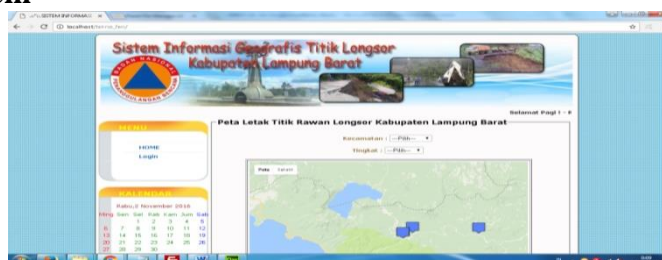 localhost/
Sistem Informasi Geografis Titik Longsor
Kabupaten Lampung Barat
Selamat Pagi ! -
MENU
HOME
Login
Peta Letak Titik Rawan Longsor Kabupaten Lampung Barat
Kecamatan : ---Pilih---
Tingkat : ---Pilih---
Peta
KALENDAR
Rabu,2 November 2016
Ming Sen Sel Rab Kam Jum Sab
1 2 3 4 5
6 7 8 9 10 11 12
13 14 15 16 17 18 19
20 21 22 23 24 25 26
27 28 29 30